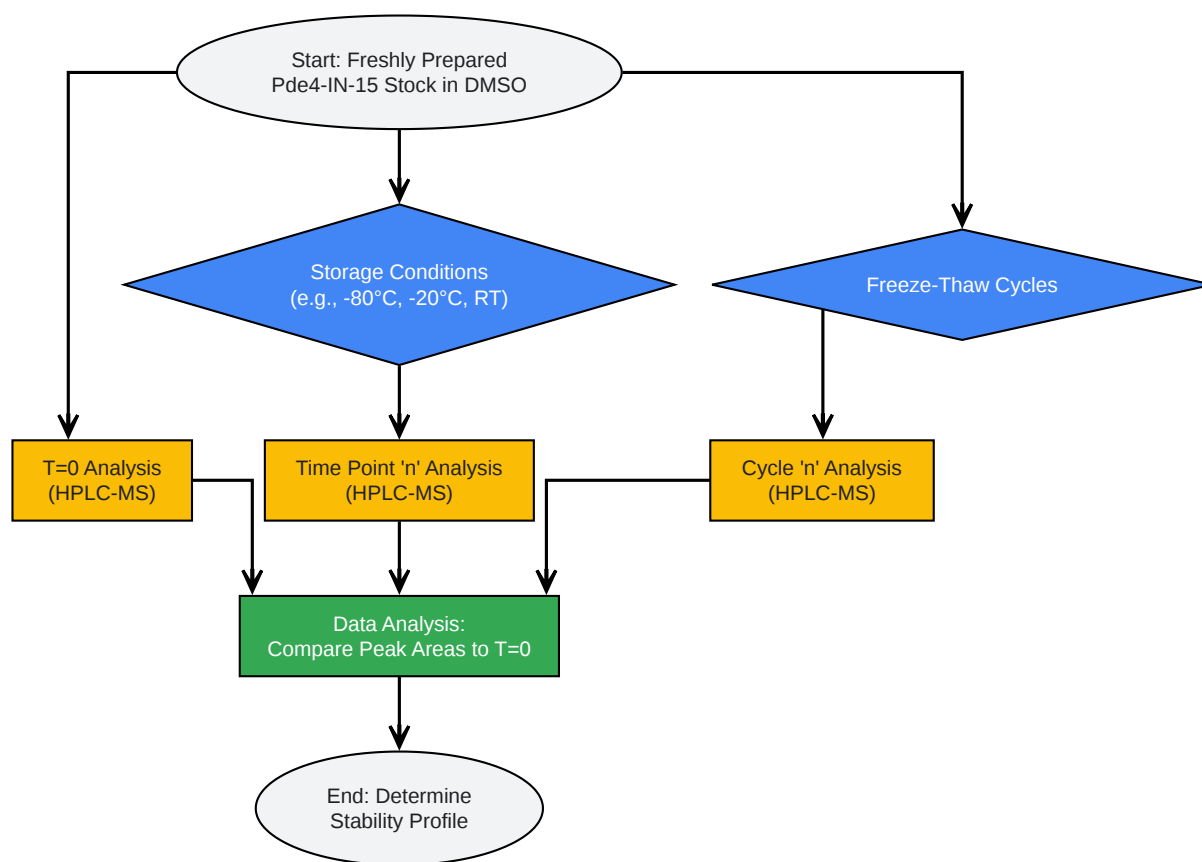 Start: Freshly Prepared
Pde4-IN-15 Stock in DMSO
Storage Conditions
(e.g., -80°C, -20°C, RT)
Freeze-Thaw Cycles
T=0 Analysis
(HPLC-MS)
Time Point 'n' Analysis
(HPLC-MS)
Cycle 'n' Analysis
(HPLC-MS)
Data Analysis:
Compare Peak Areas to T=0
End: Determine
Stability Profile